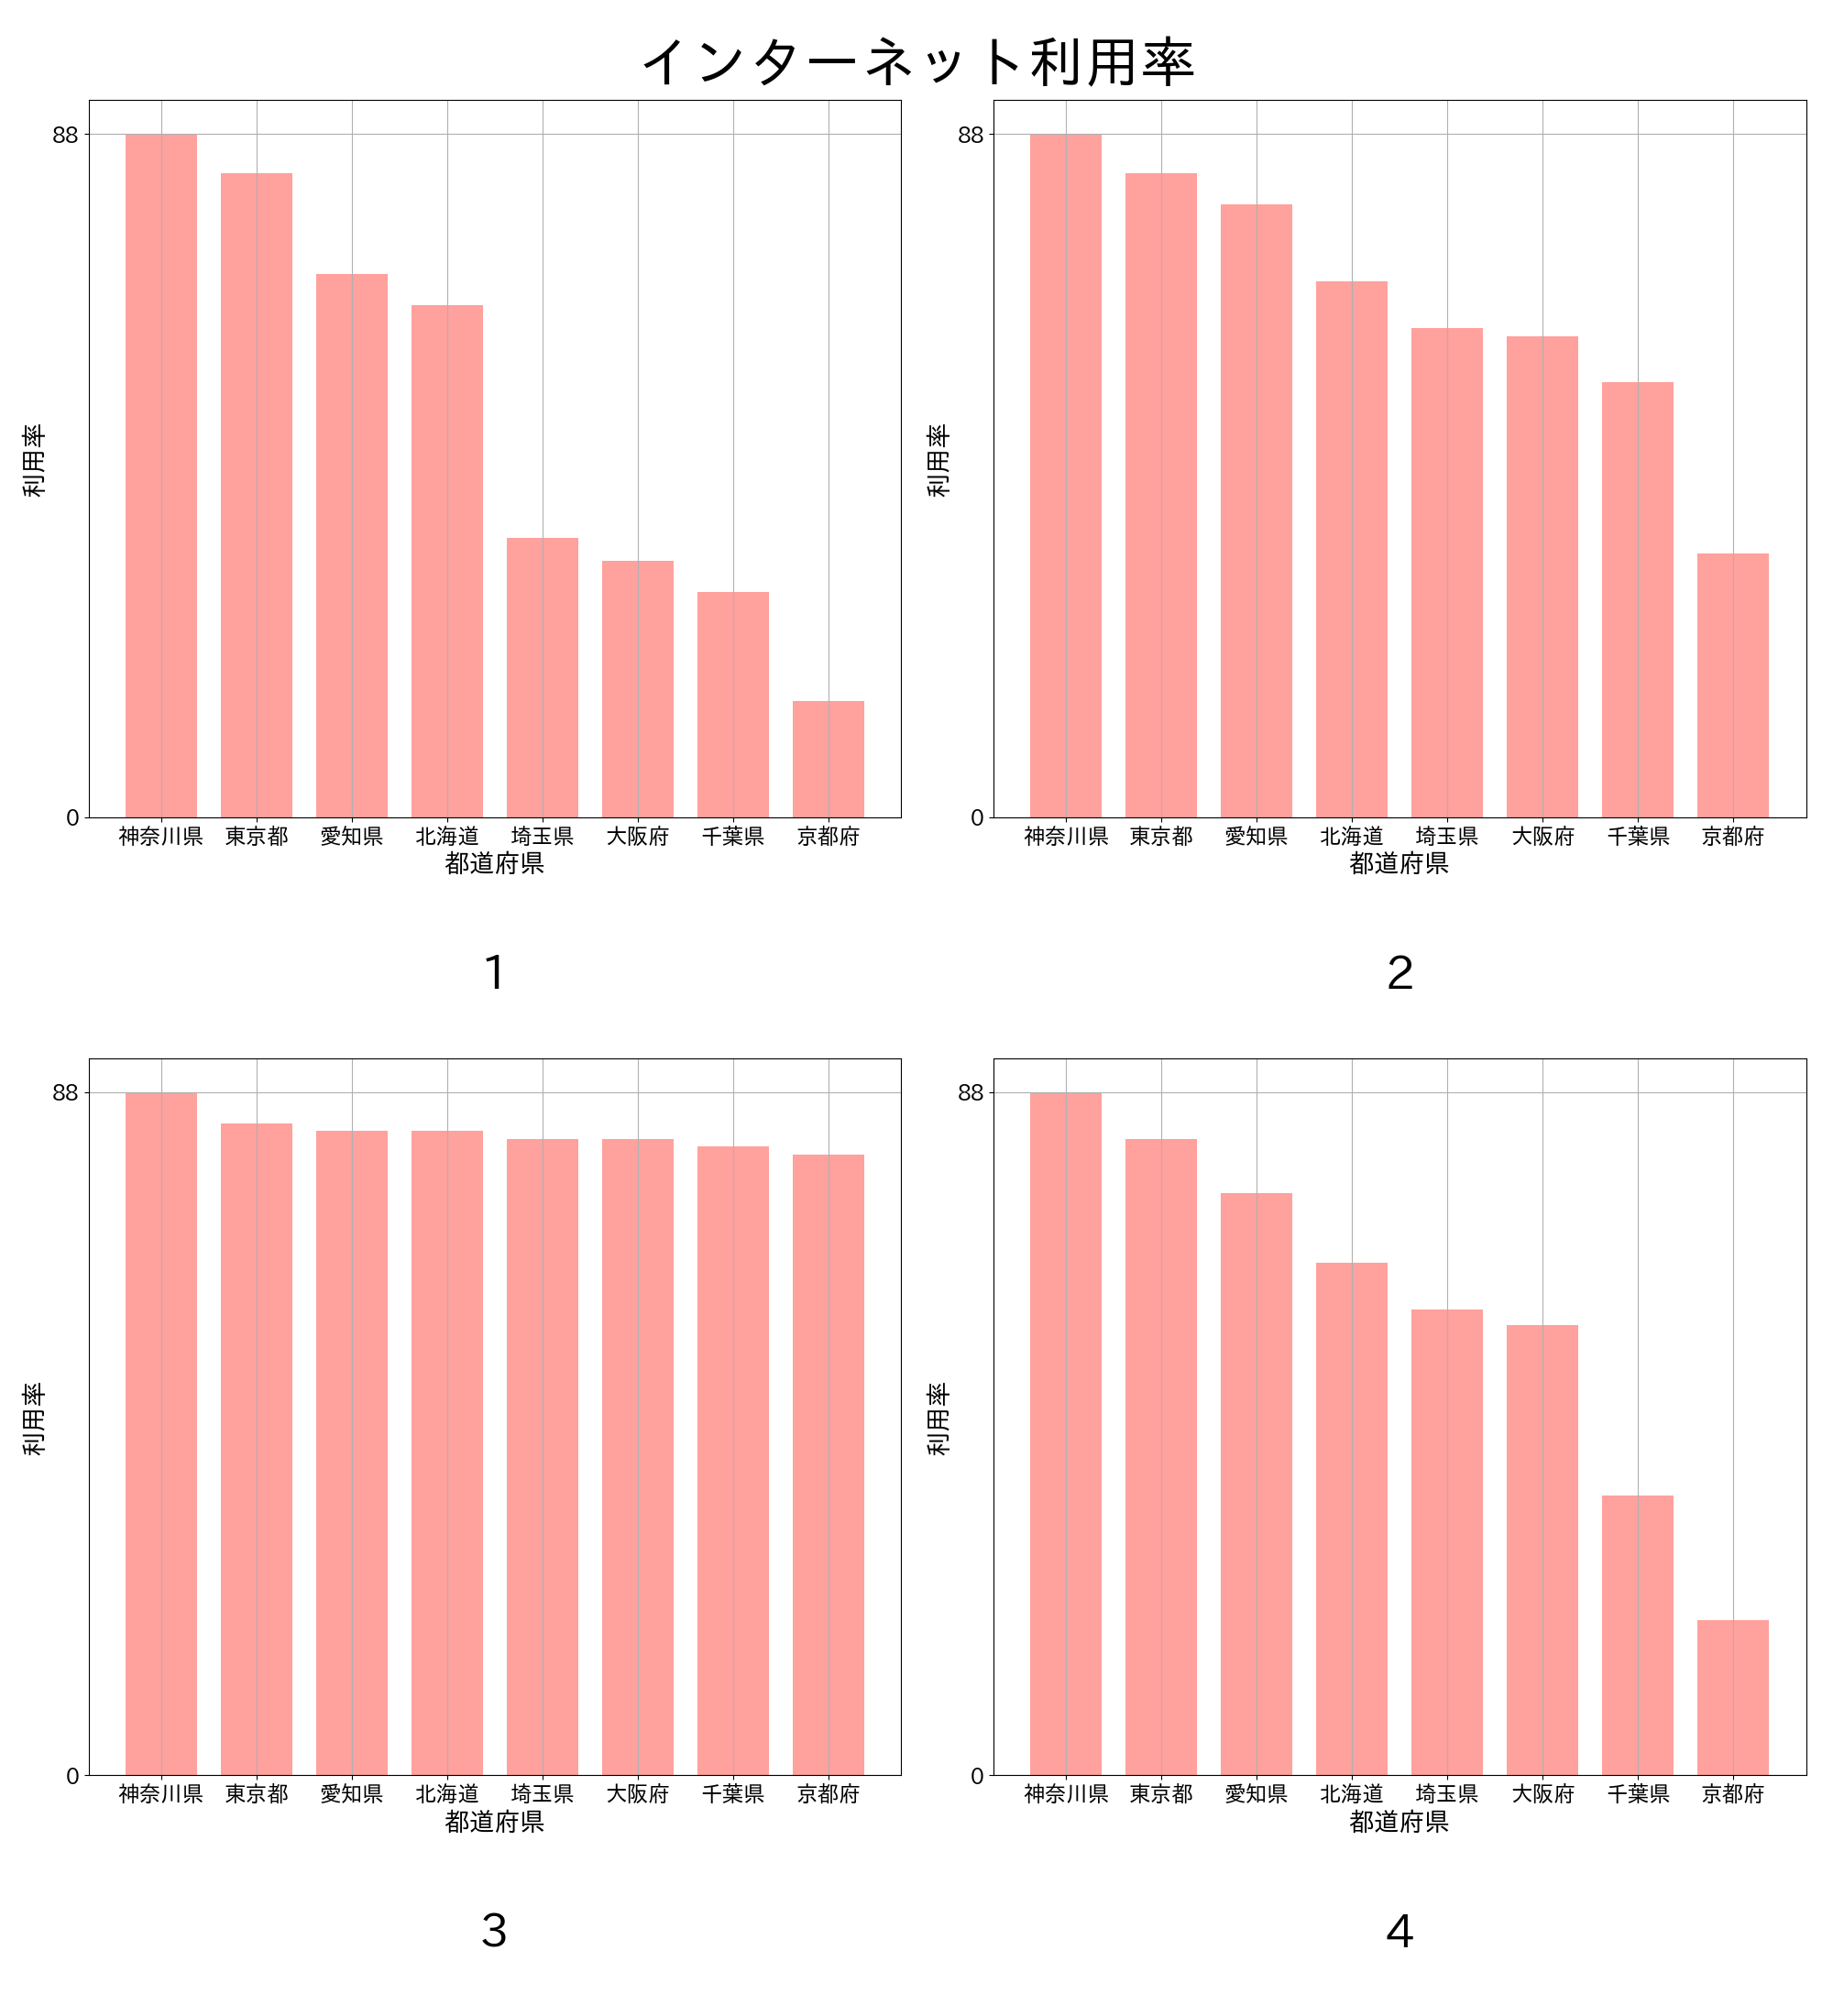 インターネット利用率
88
0
利用率
神奈川県 東京都 愛知県 北海道 埼玉県 大阪府 千葉県 京都府
都道府県
1
88
0
利用率
神奈川県 東京都 愛知県 北海道 埼玉県 大阪府 千葉県 京都府
都道府県
2
88
0
利用率
神奈川県 東京都 愛知県 北海道 埼玉県 大阪府 千葉県 京都府
都道府県
3
88
0
利用率
神奈川県 東京都 愛知県 北海道 埼玉県 大阪府 千葉県 京都府
都道府県
4